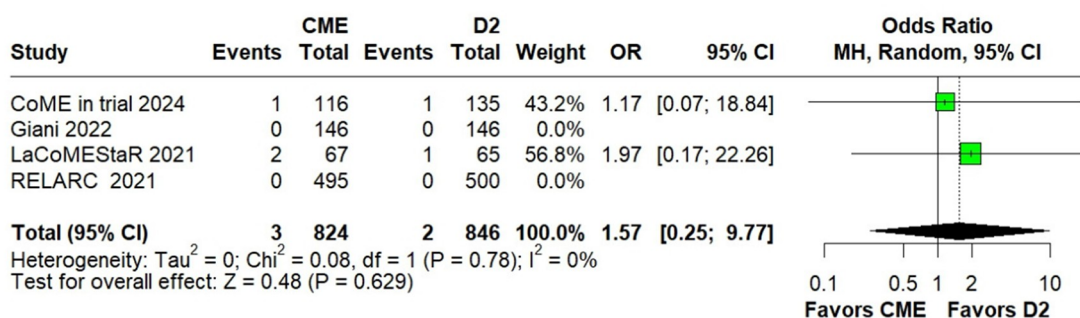 CME D2 Odds Ratio
Study Events Total Events Total Weight OR 95% CI MH, Random, 95% CI
CoME in trial 2024 1 116 1 135 43.2% 1.17 [0.07; 18.84]
Giani 2022 0 146 0 146 0.0%
LaCoMEStaR 2021 2 67 1 65 56.8% 1.97 [0.17; 22.26]
RELARC 2021 0 495 0 500 0.0%
Total (95% CI) 3 824 2 846 100.0% 1.57 [0.25; 9.77]
Heterogeneity: Tau² = 0; Chi² = 0.08, df = 1 (P = 0.78); I² = 0%
Test for overall effect: Z = 0.48 (P = 0.629)
0.1 0.5 1 2 10
Favors CME Favors D2